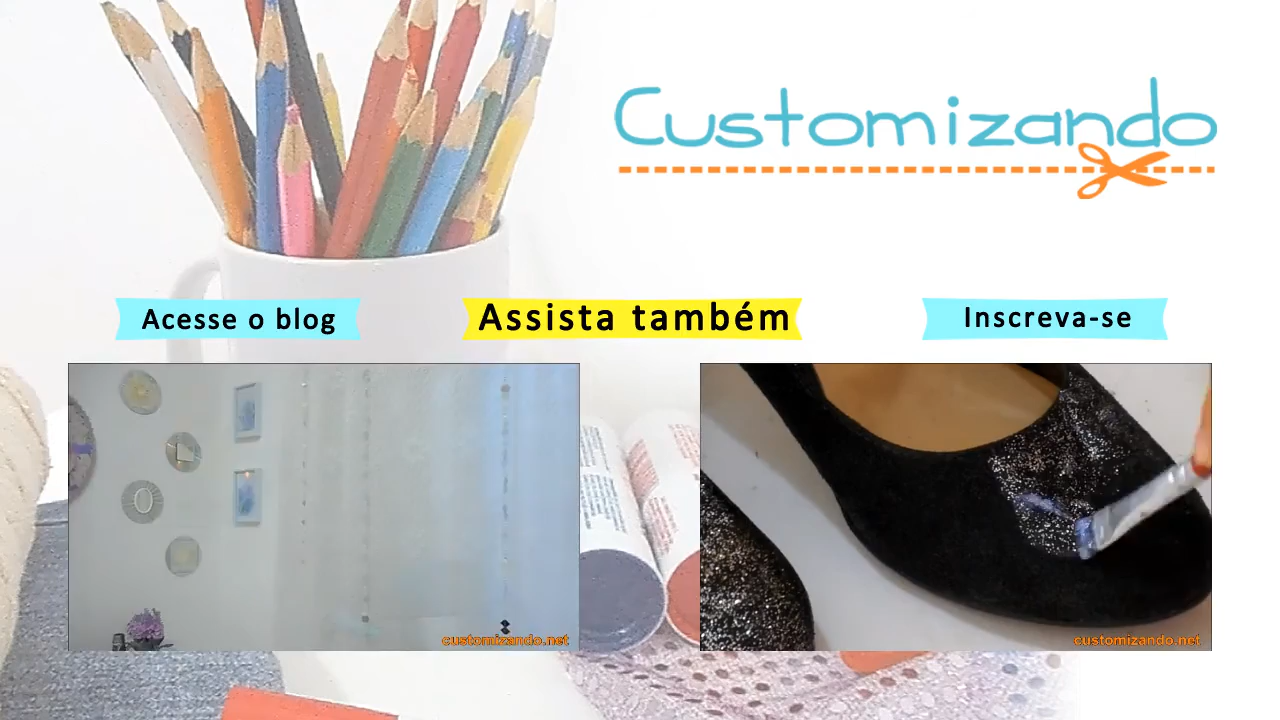 Customizando
Acesse o blog
Assista também
Inscreva-se
customizando.net
customizando.net